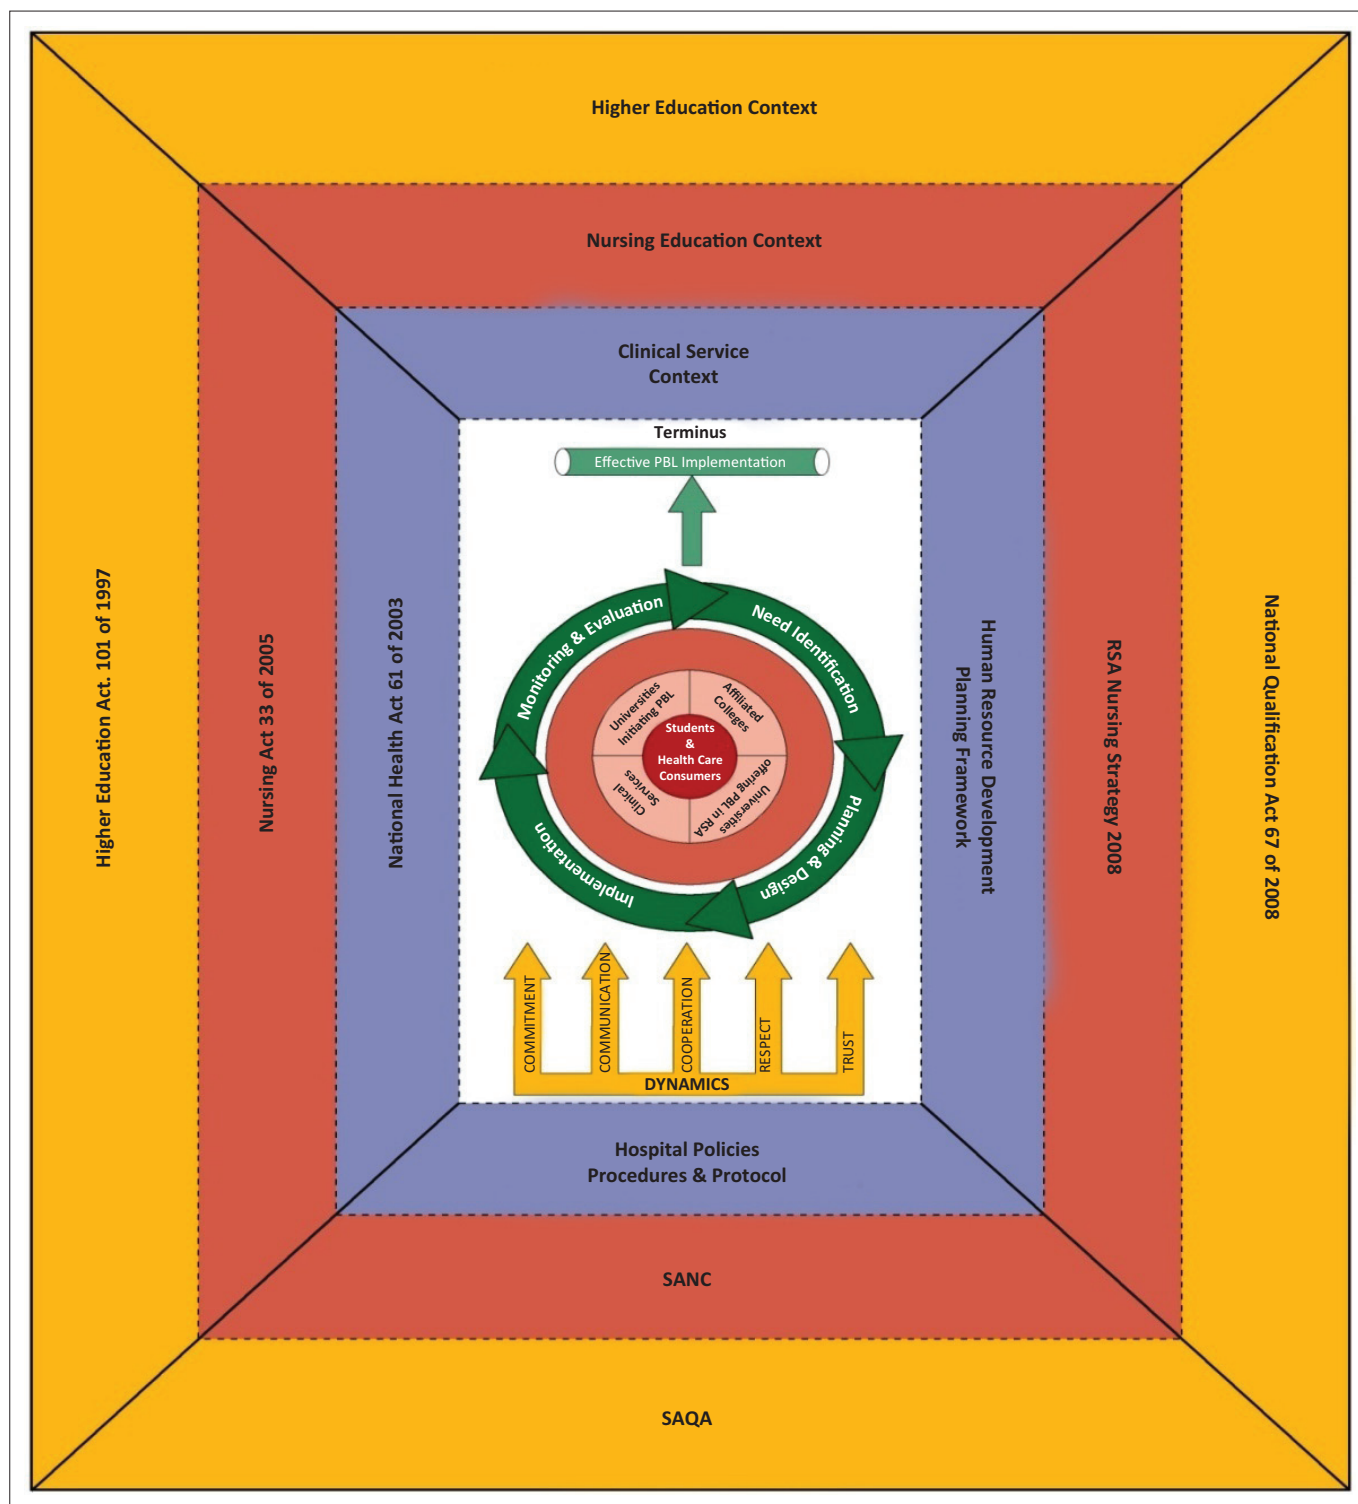 Higher Education Context
Nursing Education Context
Clinical Service
Context
Higher Education Act. 101 of 1997
Nursing Act 33 of 2005
National Health Act 61 of 2003
Terminus
Effective PBL Implementation
Monitoring & Evaluation
Need Identification
Planning & Design
Implementation
Universities
Initiating PBL
Affiliated
Colleges
Students
&
Health Care
Consumers
Clinical
Services
Universities
offering PBL in RSA
COMMITMENT
COMMUNICATION
COOPERATION
RESPECT
TRUST
DYNAMICS
Human Resource Development
Planning Framework
RSA Nursing Strategy 2008
National Qualification Act 67 of 2008
Hospital Policies
Procedures & Protocol
SANC
SAQA